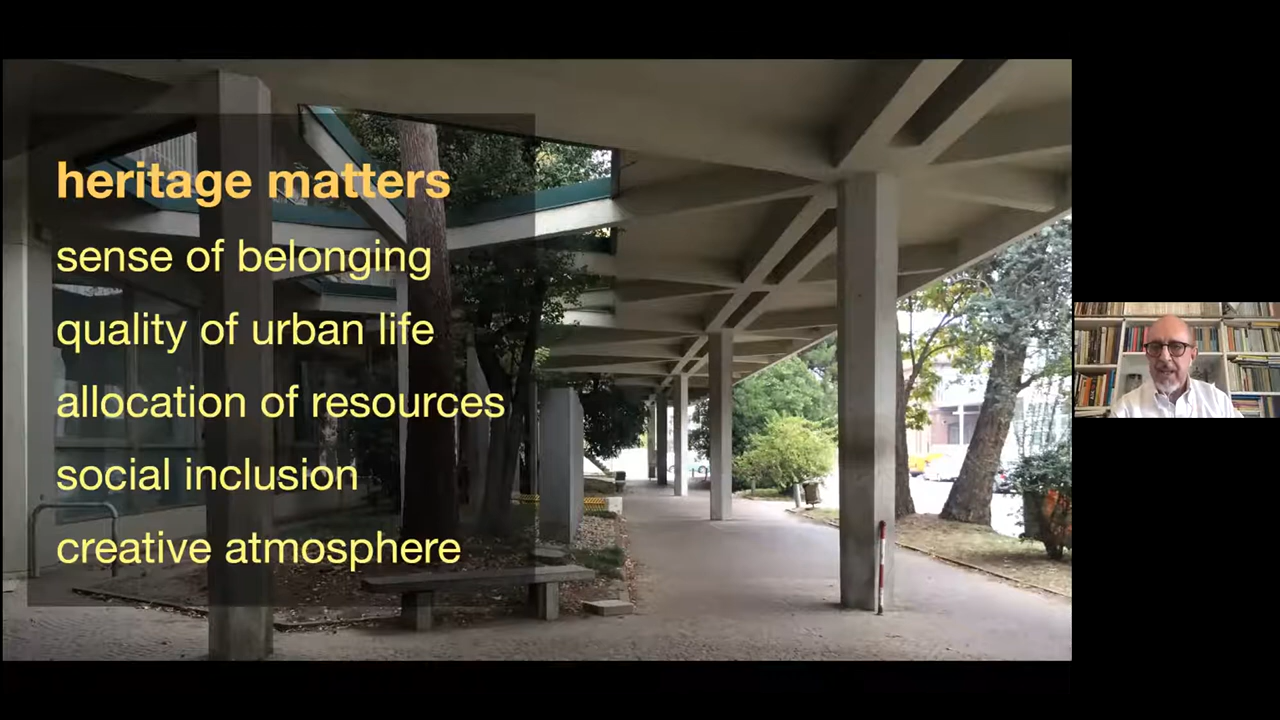 heritage matters
sense of belonging
quality of urban life
allocation of resources
social inclusion
creative atmosphere